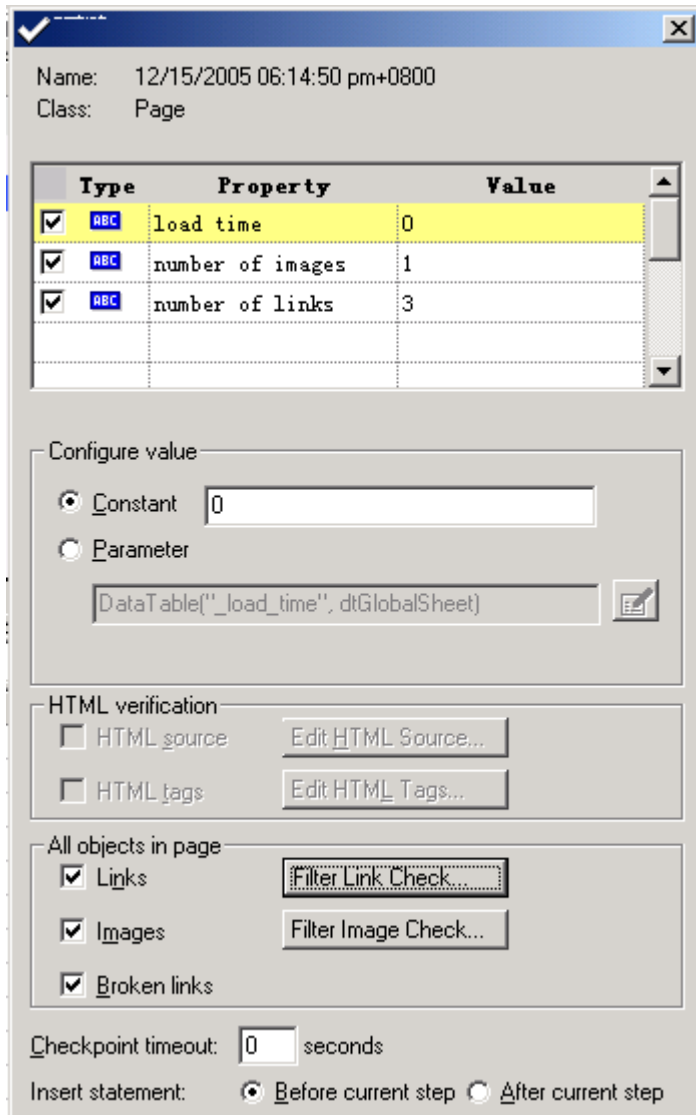 Name: 12/15/2005 06:14:50 pm+0800
Class: Page
Type Property Value
ABC load time 0
ABC number of images 1
ABC number of links 3
Configure value
Constant 0
Parameter
DataTable("_load_time", dtGlobalSheet)
HTML verification
HTML source Edit HTML Source...
HTML tags Edit HTML Tags...
All objects in page
Links Filter Link Check...
Images Filter Image Check...
Broken links
Checkpoint timeout: 0 seconds
Insert statement: Before current step After current step